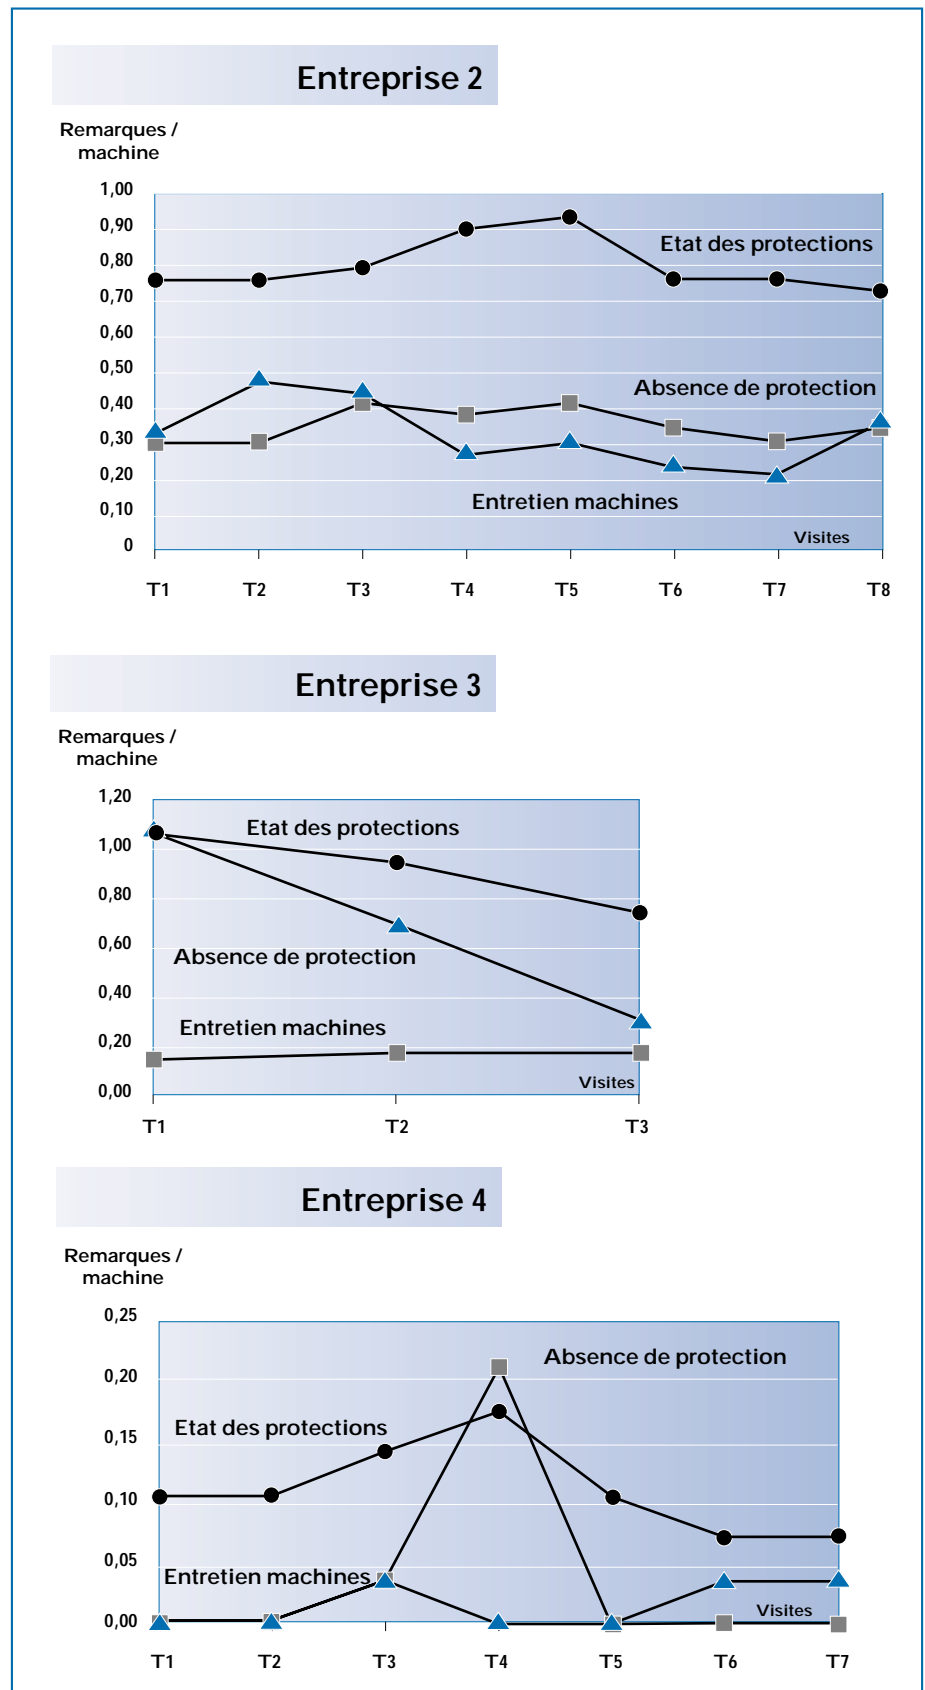 Entreprise 2
Remarques /
machine
1,00
0,90
0,80
0,70
0,60
0,50
0,40
0,30
0,20
0,10
0
Etat des protections
Absence de protection
Entretien machines
Visites
T1 T2 T3 T4 T5 T6 T7 T8
Entreprise 3
Remarques /
machine
1,20
1,00
0,80
0,60
0,40
0,20
0,00
Etat des protections
Absence de protection
Entretien machines
Visites
T1 T2 T3
Entreprise 4
Remarques /
machine
0,25
0,20
0,15
0,10
0,05
0,00
Absence de protection
Etat des protections
Entretien machines
Visites
T1 T2 T3 T4 T5 T6 T7